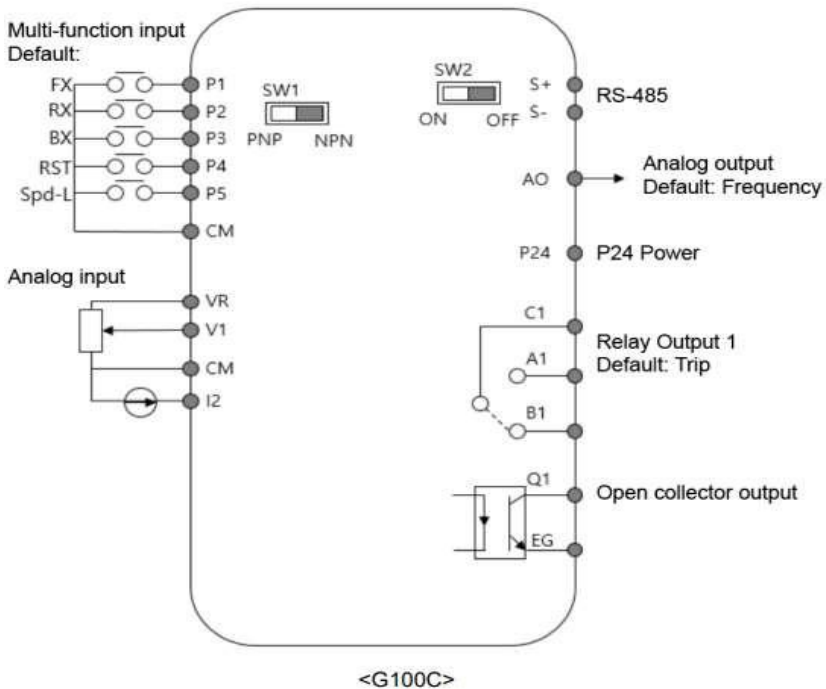 Multi-function input
Default:
FX
P1
RX
P2
BX
P3
RST
P4
Spd-L
P5
CM
SW1
PNP
NPN
SW2
ON
OFF
S+
S-
RS-485
AO
Analog output
Default: Frequency
P24
P24 Power
Analog input
VR
V1
CM
I2
C1
A1
B1
Relay Output 1
Default: Trip
Q1
EG
Open collector output
<G100C>